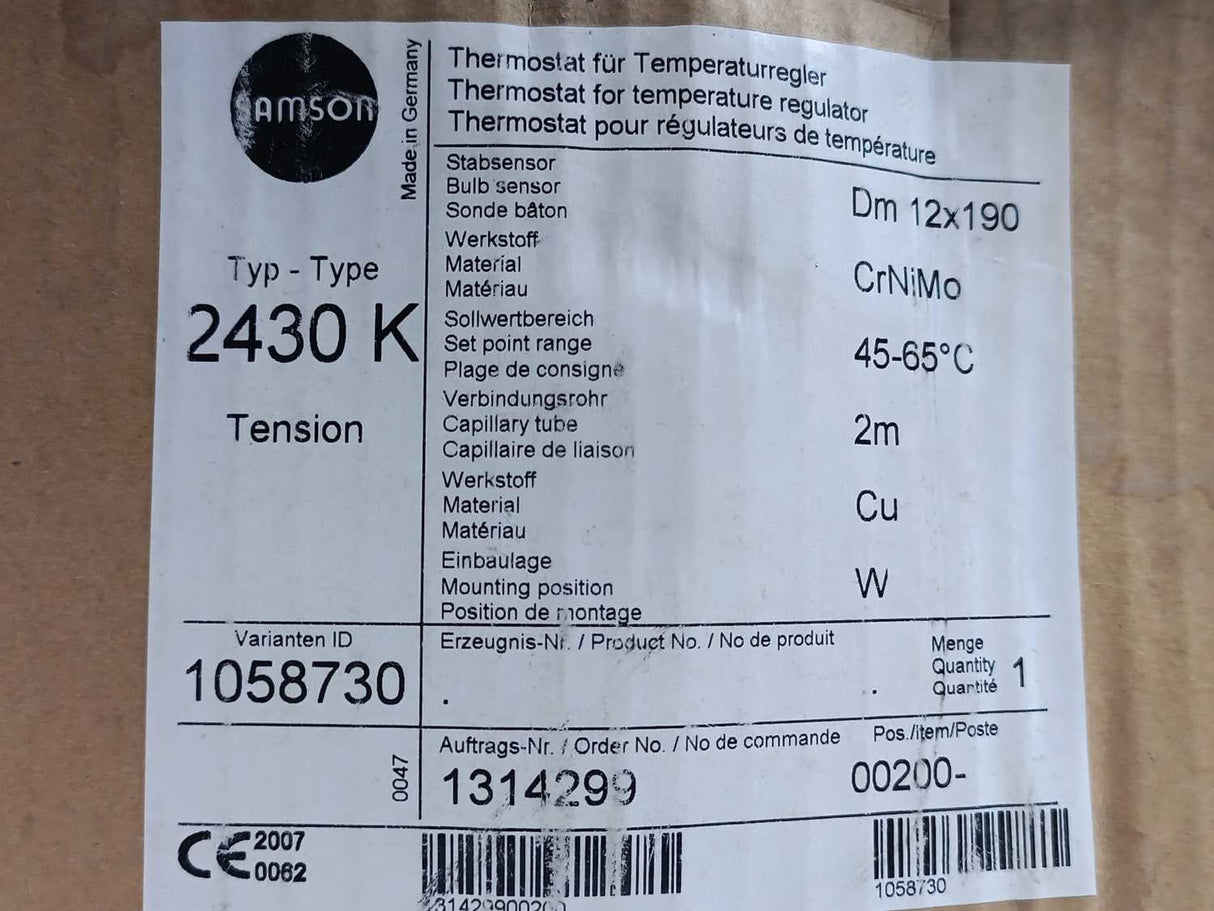 SAMSON
Made in Germany
Thermostat für Temperaturregler
Thermostat for temperature regulator
Thermostat pour régulateurs de température
Typ - Type
2430 K
Tension
Stabsensor
Bulb sensor
Sonde bâton
Dm 12x190
Werkstoff
Material
Matériau
CrNiMo
Sollwertbereich
Set point range
Plage de consigne
45-65°C
Verbindungsrohr
Capillary tube
Capillaire de liaison
2m
Werkstoff
Material
Matériau
Cu
Einbaulage
Mounting position
Position de montage
W
Varianten ID
1058730
Erzeugnis-Nr. / Product No. / No de produit
. .
Menge
Quantity
Quantité
1
0047
Auftrags-Nr. / Order No. / No de commande
1314299
Pos./item/Poste
00200-
CE 2007
0062
1058730